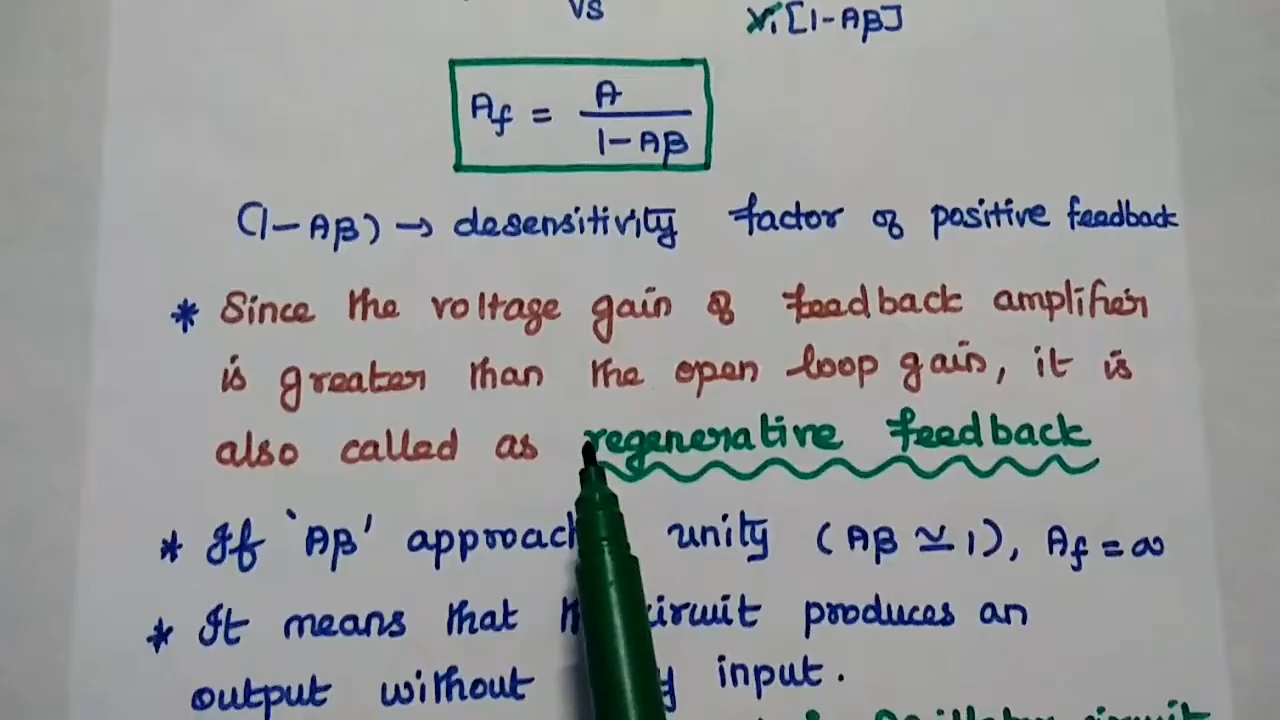 Vs
Vi [1-Aβ]
Af = A / 1-Aβ
(1-Aβ) → desensitivity factor of positive feedback
* Since the voltage gain of feedback amplifier
is greater than the open loop gain, it is
also called as regenerative feedback
* If 'Aβ' approach unity (Aβ ≃ 1), Af = ∞
* It means that circuit produces an
output without input.
Oscillator circuit